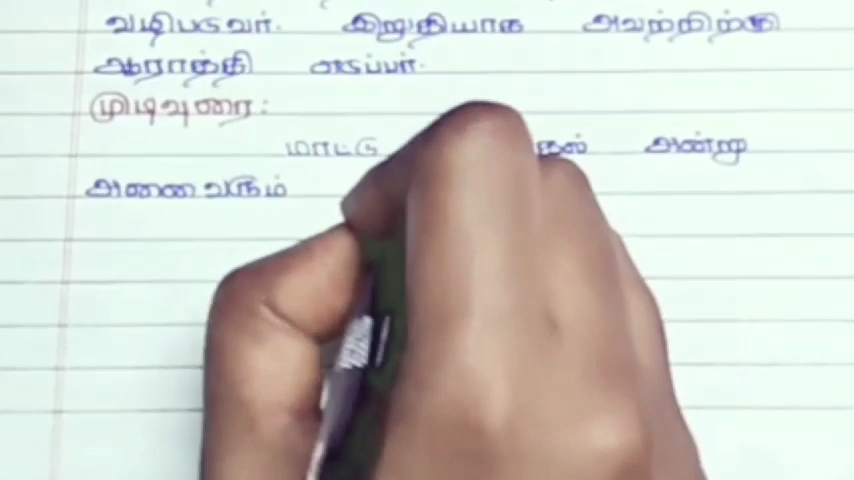 வழிபடுவர். இறுதியாக அவற்றிற்கு
ஆராத்தி எடுப்பர்.
முடிவுரை:
மாட்டு அன்று
அனைவரும்